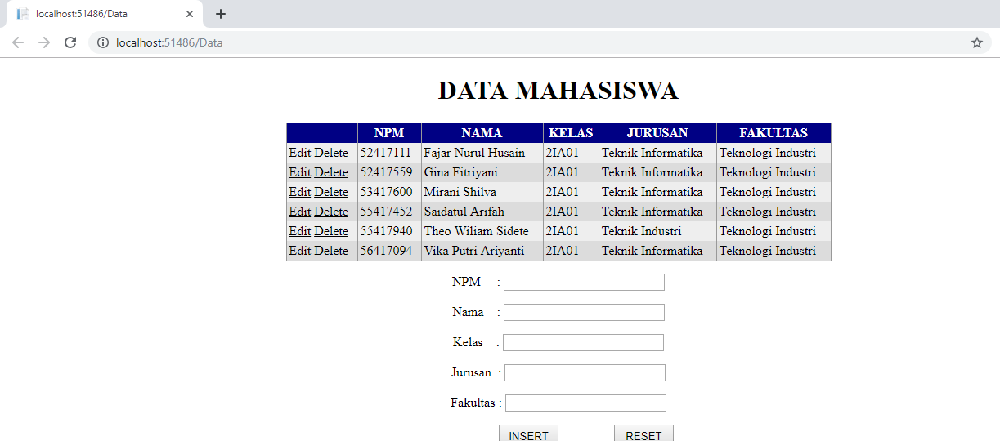 localhost:51486/Data
localhost:51486/Data
DATA MAHASISWA
NPM NAMA KELAS JURUSAN FAKULTAS
Edit Delete 52417111 Fajar Nurul Husain 2IA01 Teknik Informatika Teknologi Industri
Edit Delete 52417559 Gina Fitriyani 2IA01 Teknik Informatika Teknologi Industri
Edit Delete 53417600 Mirani Shilva 2IA01 Teknik Informatika Teknologi Industri
Edit Delete 55417452 Saidatul Arifah 2IA01 Teknik Informatika Teknologi Industri
Edit Delete 55417940 Theo Wiliam Sidete 2IA01 Teknik Industri Teknologi Industri
Edit Delete 56417094 Vika Putri Ariyanti 2IA01 Teknik Informatika Teknologi Industri
NPM :
Nama :
Kelas :
Jurusan :
Fakultas :
INSERT RESET